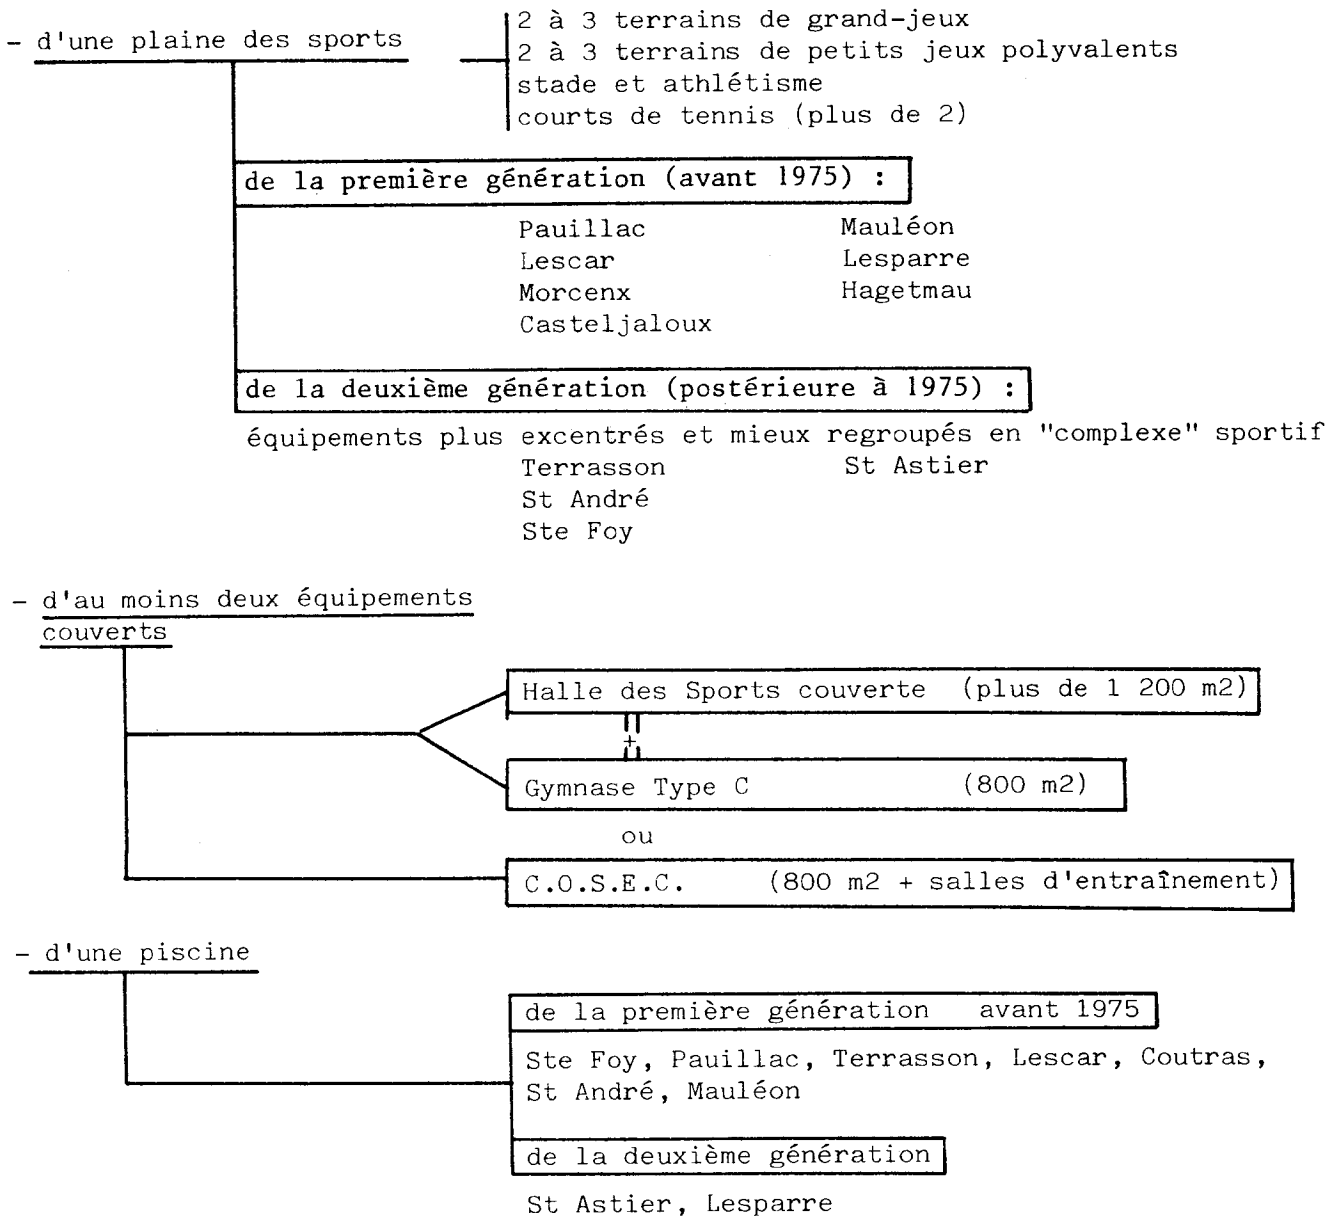 2 à 3 terrains de grand-jeux
- d'une plaine des sports
2 à 3 terrains de petits jeux polyvalents
stade et athlétisme
courts de tennis (plus de 2)
de la première génération (avant 1975) :
Pauillac Mauléon
Lescar Lesparre
Morcenx Hagetmau
Casteljaloux
de la deuxième génération (postérieure à 1975) :
équipements plus excentrés et mieux regroupés en "complexe" sportif
Terrasson St Astier
St André
Ste Foy
- d'au moins deux équipements
couverts
Halle des Sports couverte (plus de 1 200 m2)
+
Gymnase Type C (800 m2)
ou
C.O.S.E.C. (800 m2 + salles d'entraînement)
- d'une piscine
de la première génération avant 1975
Ste Foy, Pauillac, Terrasson, Lescar, Coutras,
St André, Mauléon
de la deuxième génération
St Astier, Lesparre